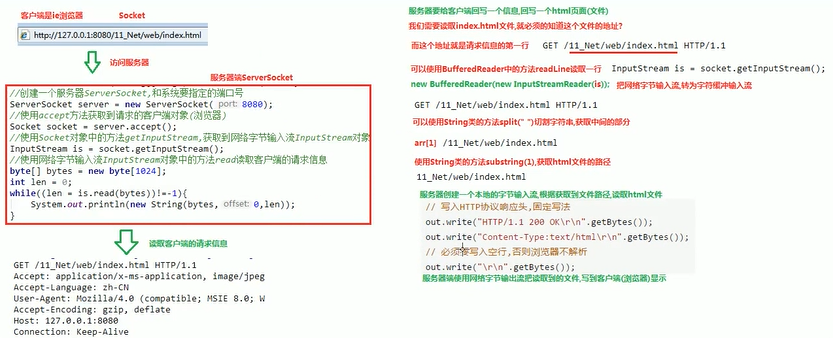 客户端是ie浏览器 Socket
http://127.0.0.1:8080/11_Net/web/index.html
访问服务器
服务器端ServerSocket
//创建一个服务器ServerSocket,和系统要指定的端口号
ServerSocket server = new ServerSocket( port: 8080);
//使用accept方法获取到请求的客户端对象(浏览器)
Socket socket = server.accept();
//使用Socket对象中的方法getInputStream,获取到网络字节输入流InputStream对象
InputStream is = socket.getInputStream();
//使用网络字节输入流InputStream对象中的方法read读取客户端的请求信息
byte[] bytes = new byte[1024];
int len = 0;
while((len = is.read(bytes))!=-1){
System.out.println(new String(bytes, offset: 0,len));
}
读取客户端的请求信息
GET /11_Net/web/index.html HTTP/1.1
Accept: application/x-ms-application, image/jpeg
Accept-Language: zh-CN
User-Agent: Mozilla/4.0 (compatible; MSIE 8.0; W
Accept-Encoding: gzip, deflate
Host: 127.0.0.1:8080
Connection: Keep-Alive
服务器要给客户端回写一个信息,回写一个html页面(文件)
我们需要读取index.html文件,就必须的知道这个文件的地址?
而这个地址就是请求信息的第一行 GET /11_Net/web/index.html HTTP/1.1
可以使用BufferedReader中的方法readLine读取一行 InputStream is = socket.getInputStream();
new BufferedReader(new InputStreamReader(is)); 把网络字节输入流,转为字符缓冲输入流
GET /11_Net/web/index.html HTTP/1.1
可以使用String类的方法split(" ")切割字符串,获取中间的部分
arr[1] /11_Net/web/index.html
使用String类的方法substring(1),获取html文件的路径
11_Net/web/index.html
服务器创建一个本地的字节输入流,根据获取到文件路径,读取html文件
// 写入HTTP协议响应头,固定写法
out.write("HTTP/1.1 200 OK\r\n".getBytes());
out.write("Content-Type:text/html\r\n".getBytes());
// 必须要写入空行,否则浏览器不解析
out.write("\r\n".getBytes());
服务器端使用网络字节输出流把读取到的文件,写到客户端(浏览器)显示